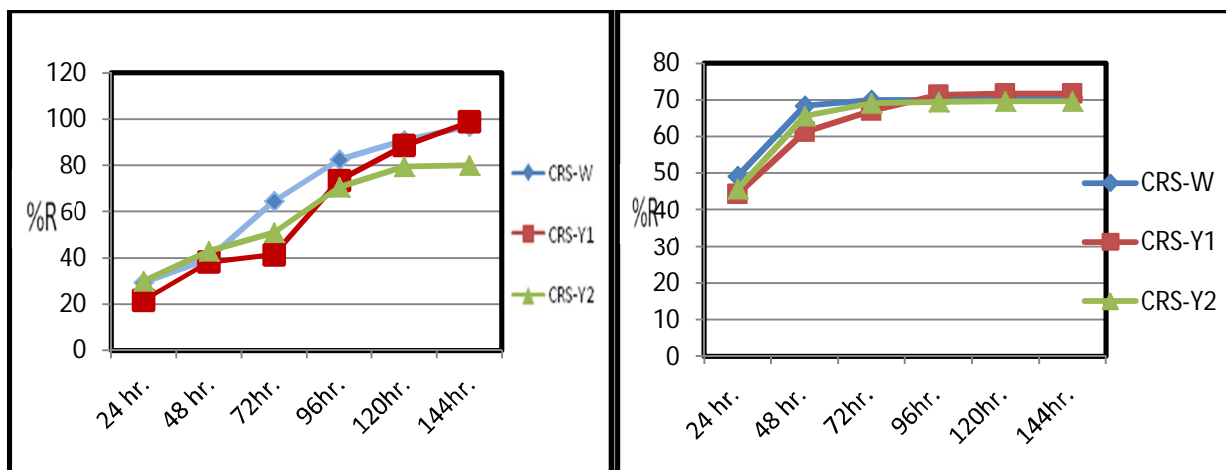 120
100
80
60
40
20
0
%R
24 hr.
48 hr.
72hr.
96hr.
120hr.
144hr.
CRS-W
CRS-Y1
CRS-Y2
80
70
60
50
40
30
20
10
0
%R
24 hr.
48 hr.
72hr.
96hr.
120hr.
144hr.
CRS-W
CRS-Y1
CRS-Y2